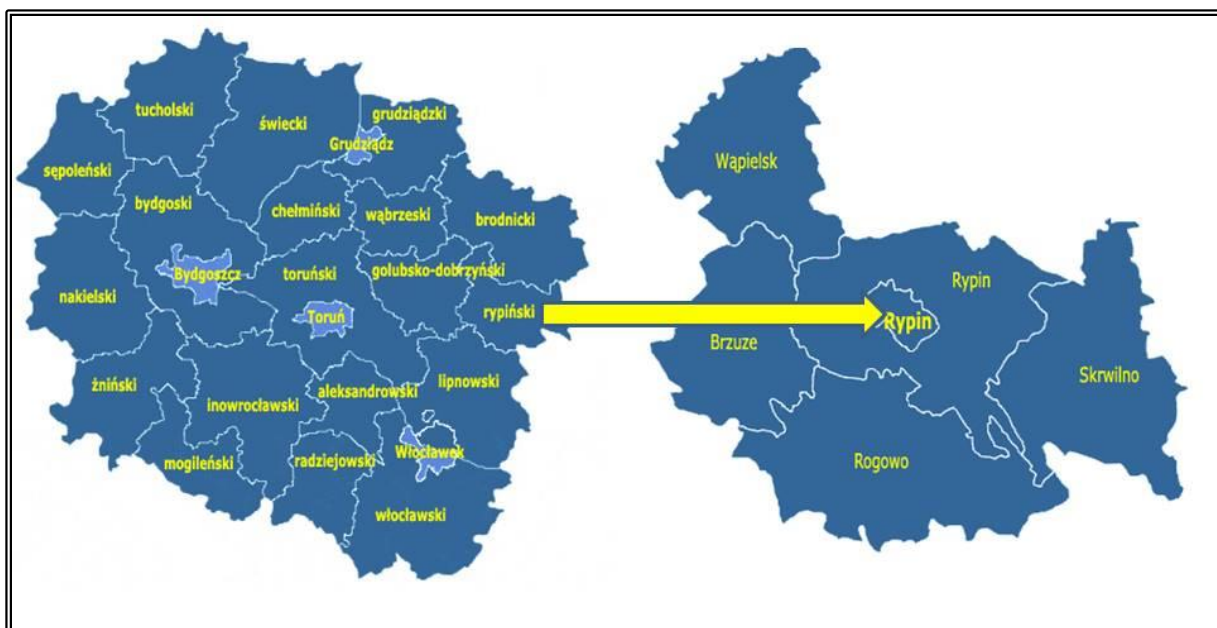 tucholski
świecki
grudziądzki
Grudziądz
sępoleński
bydgoski
chełmiński
wąbrzeski
brodnicki
Bydgoszcz
toruński
golubsko-dobrzyński
nakielski
Toruń
rypiński
żniński
inowrocławski
aleksandrowski
lipnowski
mogileński
radziejowski
Włocławek
włocławski
Wąpielsk
Rypin
Rypin
Brzuze
Skrwilno
Rogowo